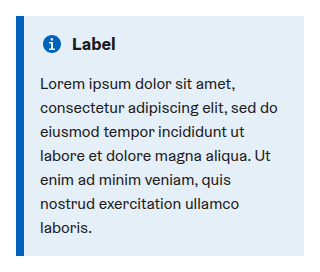 Label
Lorem ipsum dolor sit amet,
consectetur adipiscing elit, sed do
eiusmod tempor incididunt ut
labore et dolore magna aliqua. Ut
enim ad minim veniam, quis
nostrud exercitation ullamco
laboris.